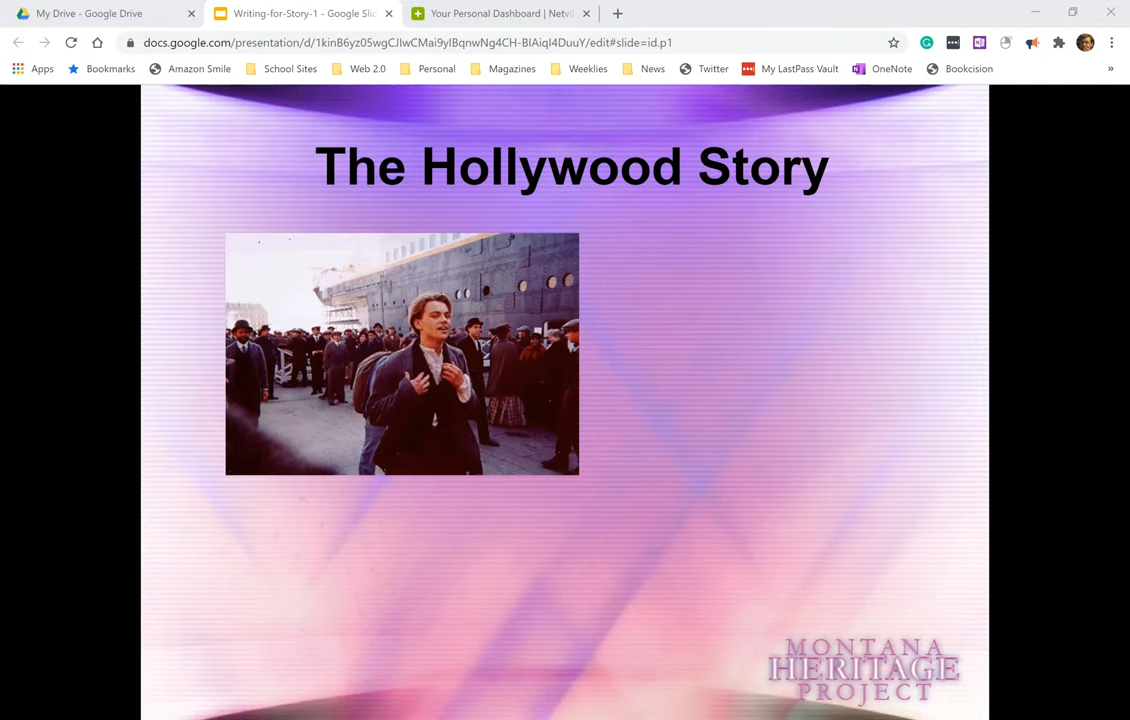 My Drive - Google Drive
Writing-for-Story-1 - Google Slid
Your Personal Dashboard | Netvil
docs.google.com/presentation/d/1kinB6yz05wgCJlwCMai9yIBqnwNg4CH-BIAiqI4DuuY/edit#slide=id.p1
Apps Bookmarks Amazon Smile School Sites Web 2.0 Personal Magazines Weeklies News Twitter My LastPass Vault OneNote Bookcision »
The Hollywood Story
MONTANA
HERITAGE
PROJECT